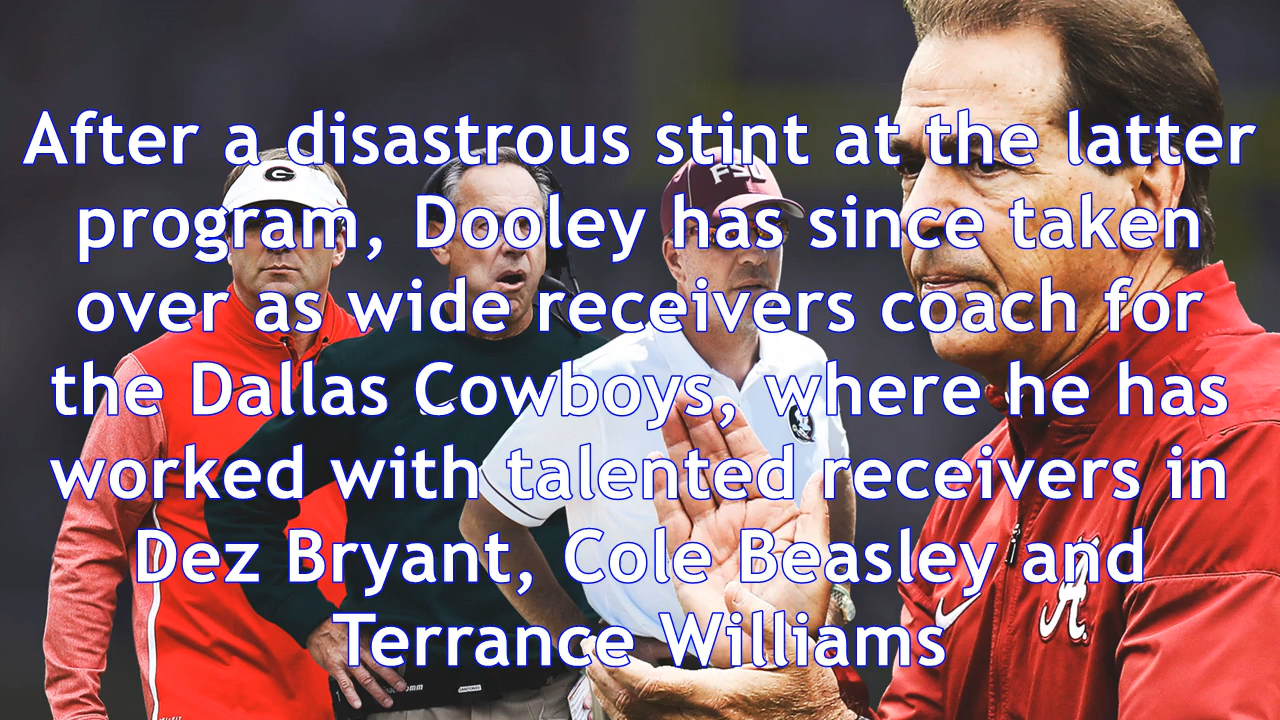 After a disastrous stint at the latter
program, Dooley has since taken
over as wide receivers coach for
the Dallas Cowboys, where he has
worked with talented receivers in
Dez Bryant, Cole Beasley and
Terrance Williams
G
FSU
A